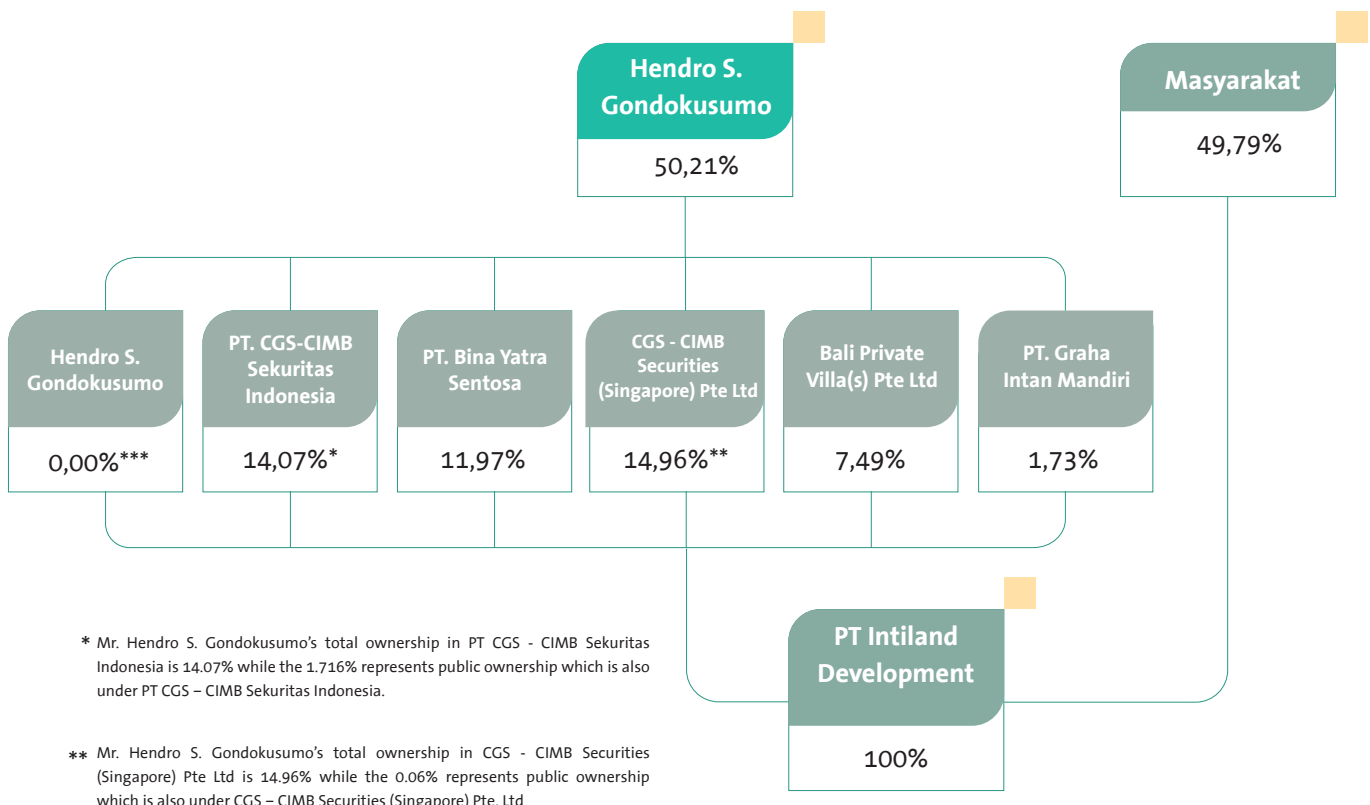 Hendro S.
Gondokusumo
50,21%
Masyarakat
49,79%
Hendro S.
Gondokusumo
0,00%***
PT. CGS-CIMB
Sekuritas
Indonesia
14,07%*
PT. Bina Yatra
Sentosa
11,97%
CGS - CIMB
Securities
(Singapore) Pte Ltd
14,96%**
Bali Private
Villa(s) Pte Ltd
7,49%
PT. Graha
Intan Mandiri
1,73%
PT Intiland
Development
100%
* Mr. Hendro S. Gondokusumo’s total ownership in PT CGS - CIMB Sekuritas
Indonesia is 14.07% while the 1.716% represents public ownership which is also
under PT CGS – CIMB Sekuritas Indonesia.
** Mr. Hendro S. Gondokusumo’s total ownership in CGS - CIMB Securities
(Singapore) Pte Ltd is 14.96% while the 0.06% represents public ownership
which is also under CGS – CIMB Securities (Singapore) Pte. Ltd